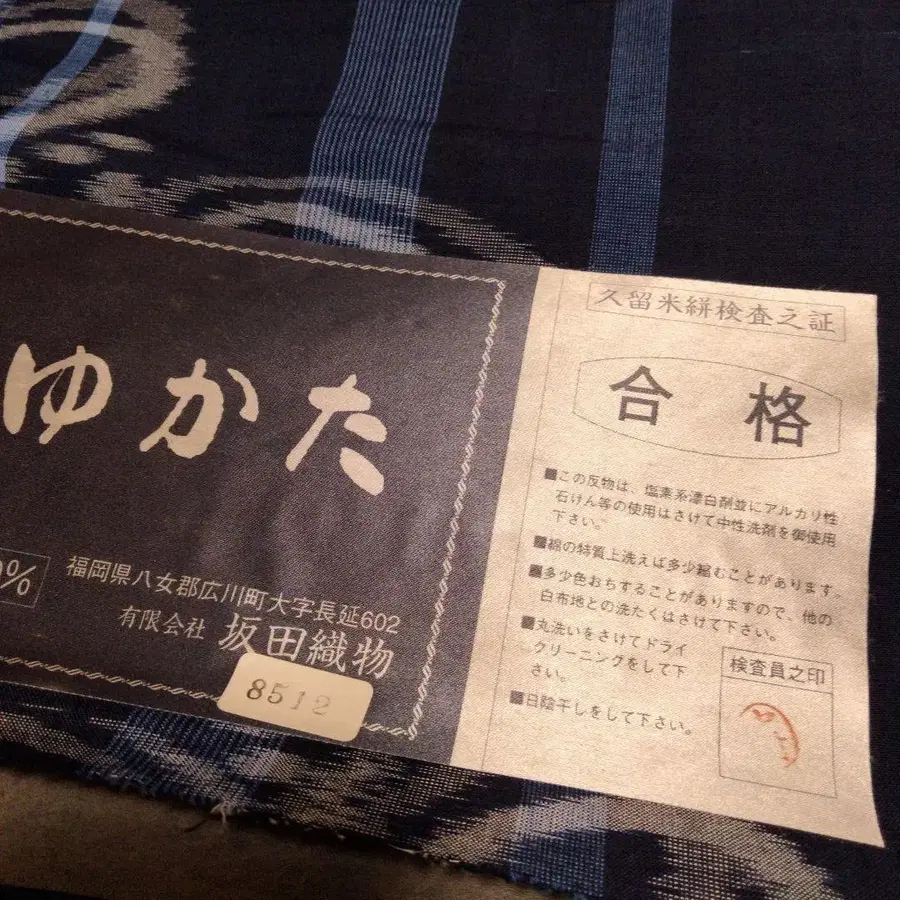 ゆかた
0%
福岡県八女郡広川町大字長延602
有限会社 坂田織物
8512
久留米絣検査之証
合格
■この反物は、塩素系漂白剤並にアルカリ性
石けん等の使用はさけて中性洗剤を御使用
下さい。
■綿の特質上洗えば多少縮むことがあります。
■多少色おちすることがありますので、他の
白布地との洗たくはさけて下さい。
■丸洗いをさけてドライ
クリーニングをして下
さい。
■日陰干しをして下さい。
検査員之印